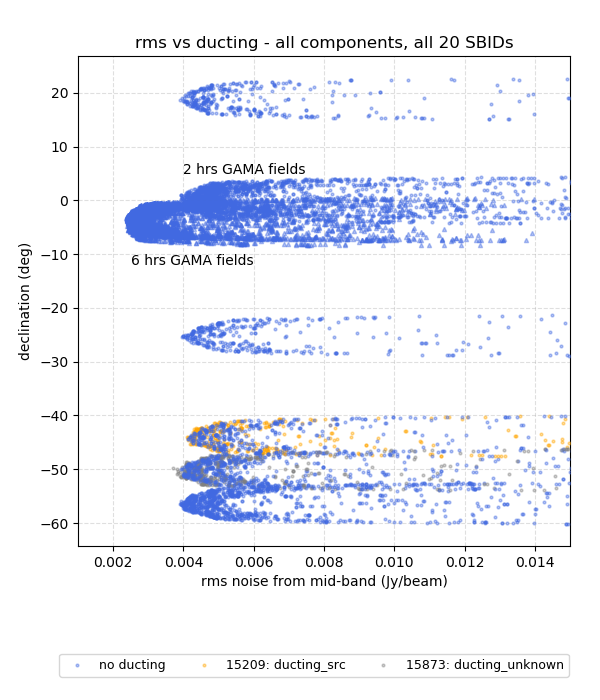 rms vs ducting - all components, all 20 SBIDs
declination (deg)
20
10
0
−10
−20
−30
−40
−50
−60
2 hrs GAMA fields
6 hrs GAMA fields
0.002 0.004 0.006 0.008 0.010 0.012 0.014
rms noise from mid-band (Jy/beam)
no ducting 15209: ducting_src 15873: ducting_unknown